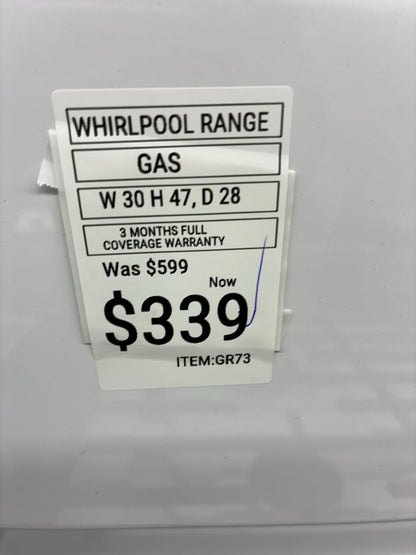 WHIRLPOOL RANGE
GAS
W 30 H 47, D 28
3 MONTHS FULL
COVERAGE WARRANTY
Was $599
Now
$339
ITEM:GR73